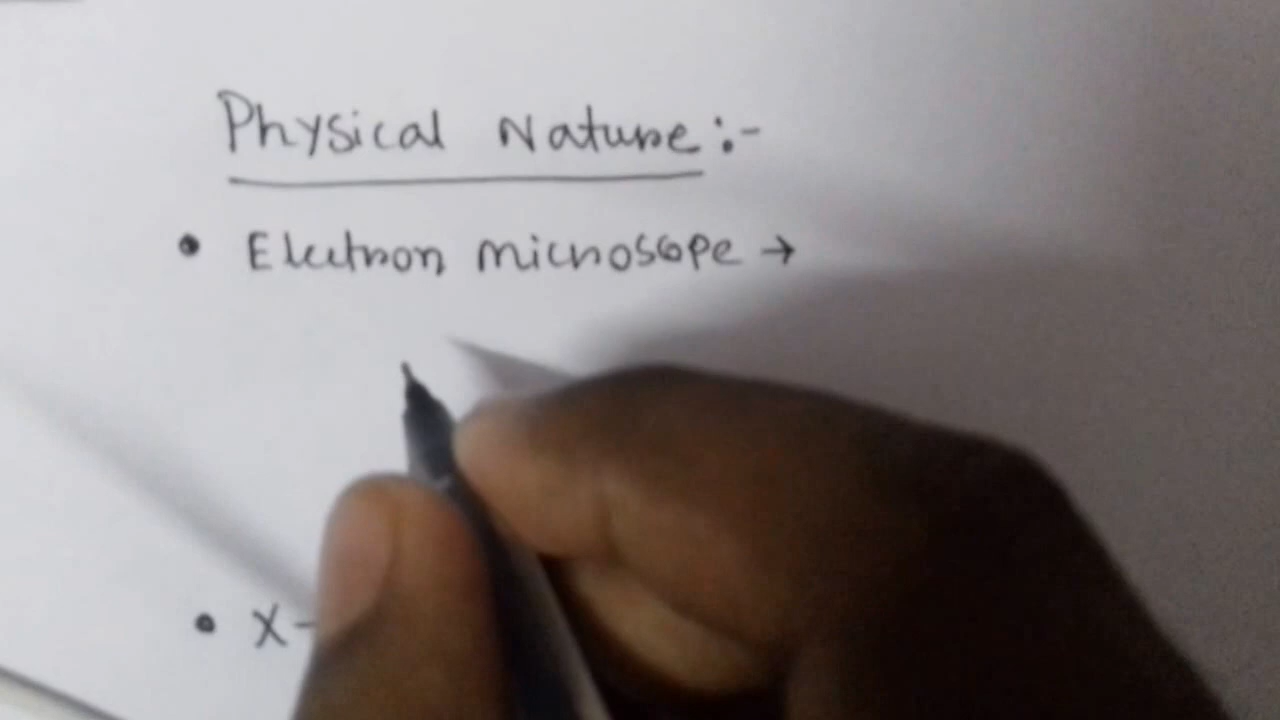 Physical Nature:-
• Electron microscope →
• X-